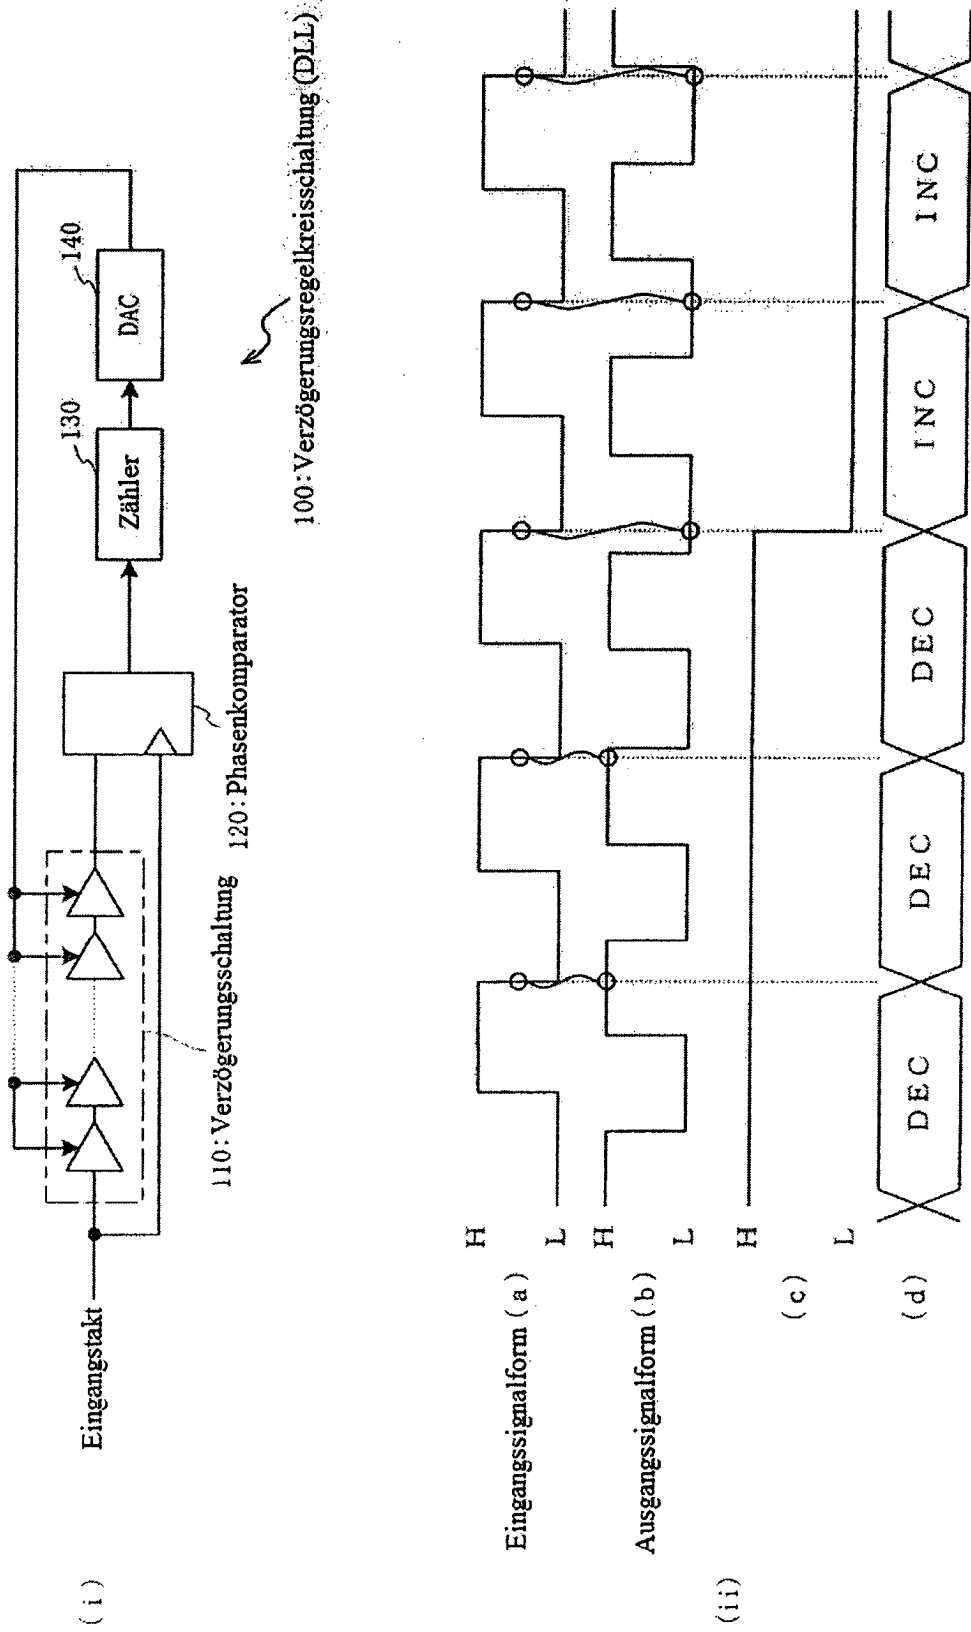 (i)
Eingangstakt
110:Verzögerungsschaltung
120:Phasenkomparator
130
Zähler
140
DAC
100:Verzögerungsregelkreisschaltung (DLL)
(ii)
Eingangssignalform (a)
H
L
Ausgangssignalform (b)
H
L
(c)
H
L
(d)
DEC
DEC
DEC
INC
INC